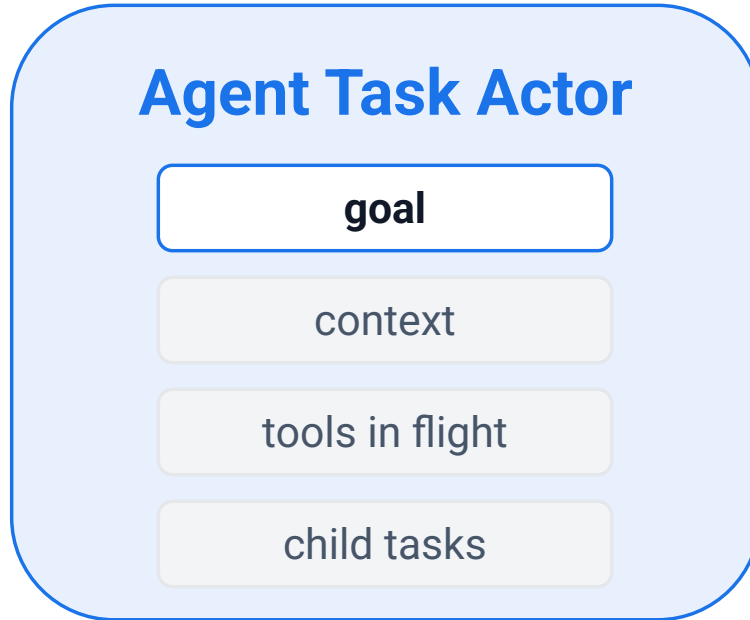 Agent Task Actor
goal
context
tools in flight
child tasks